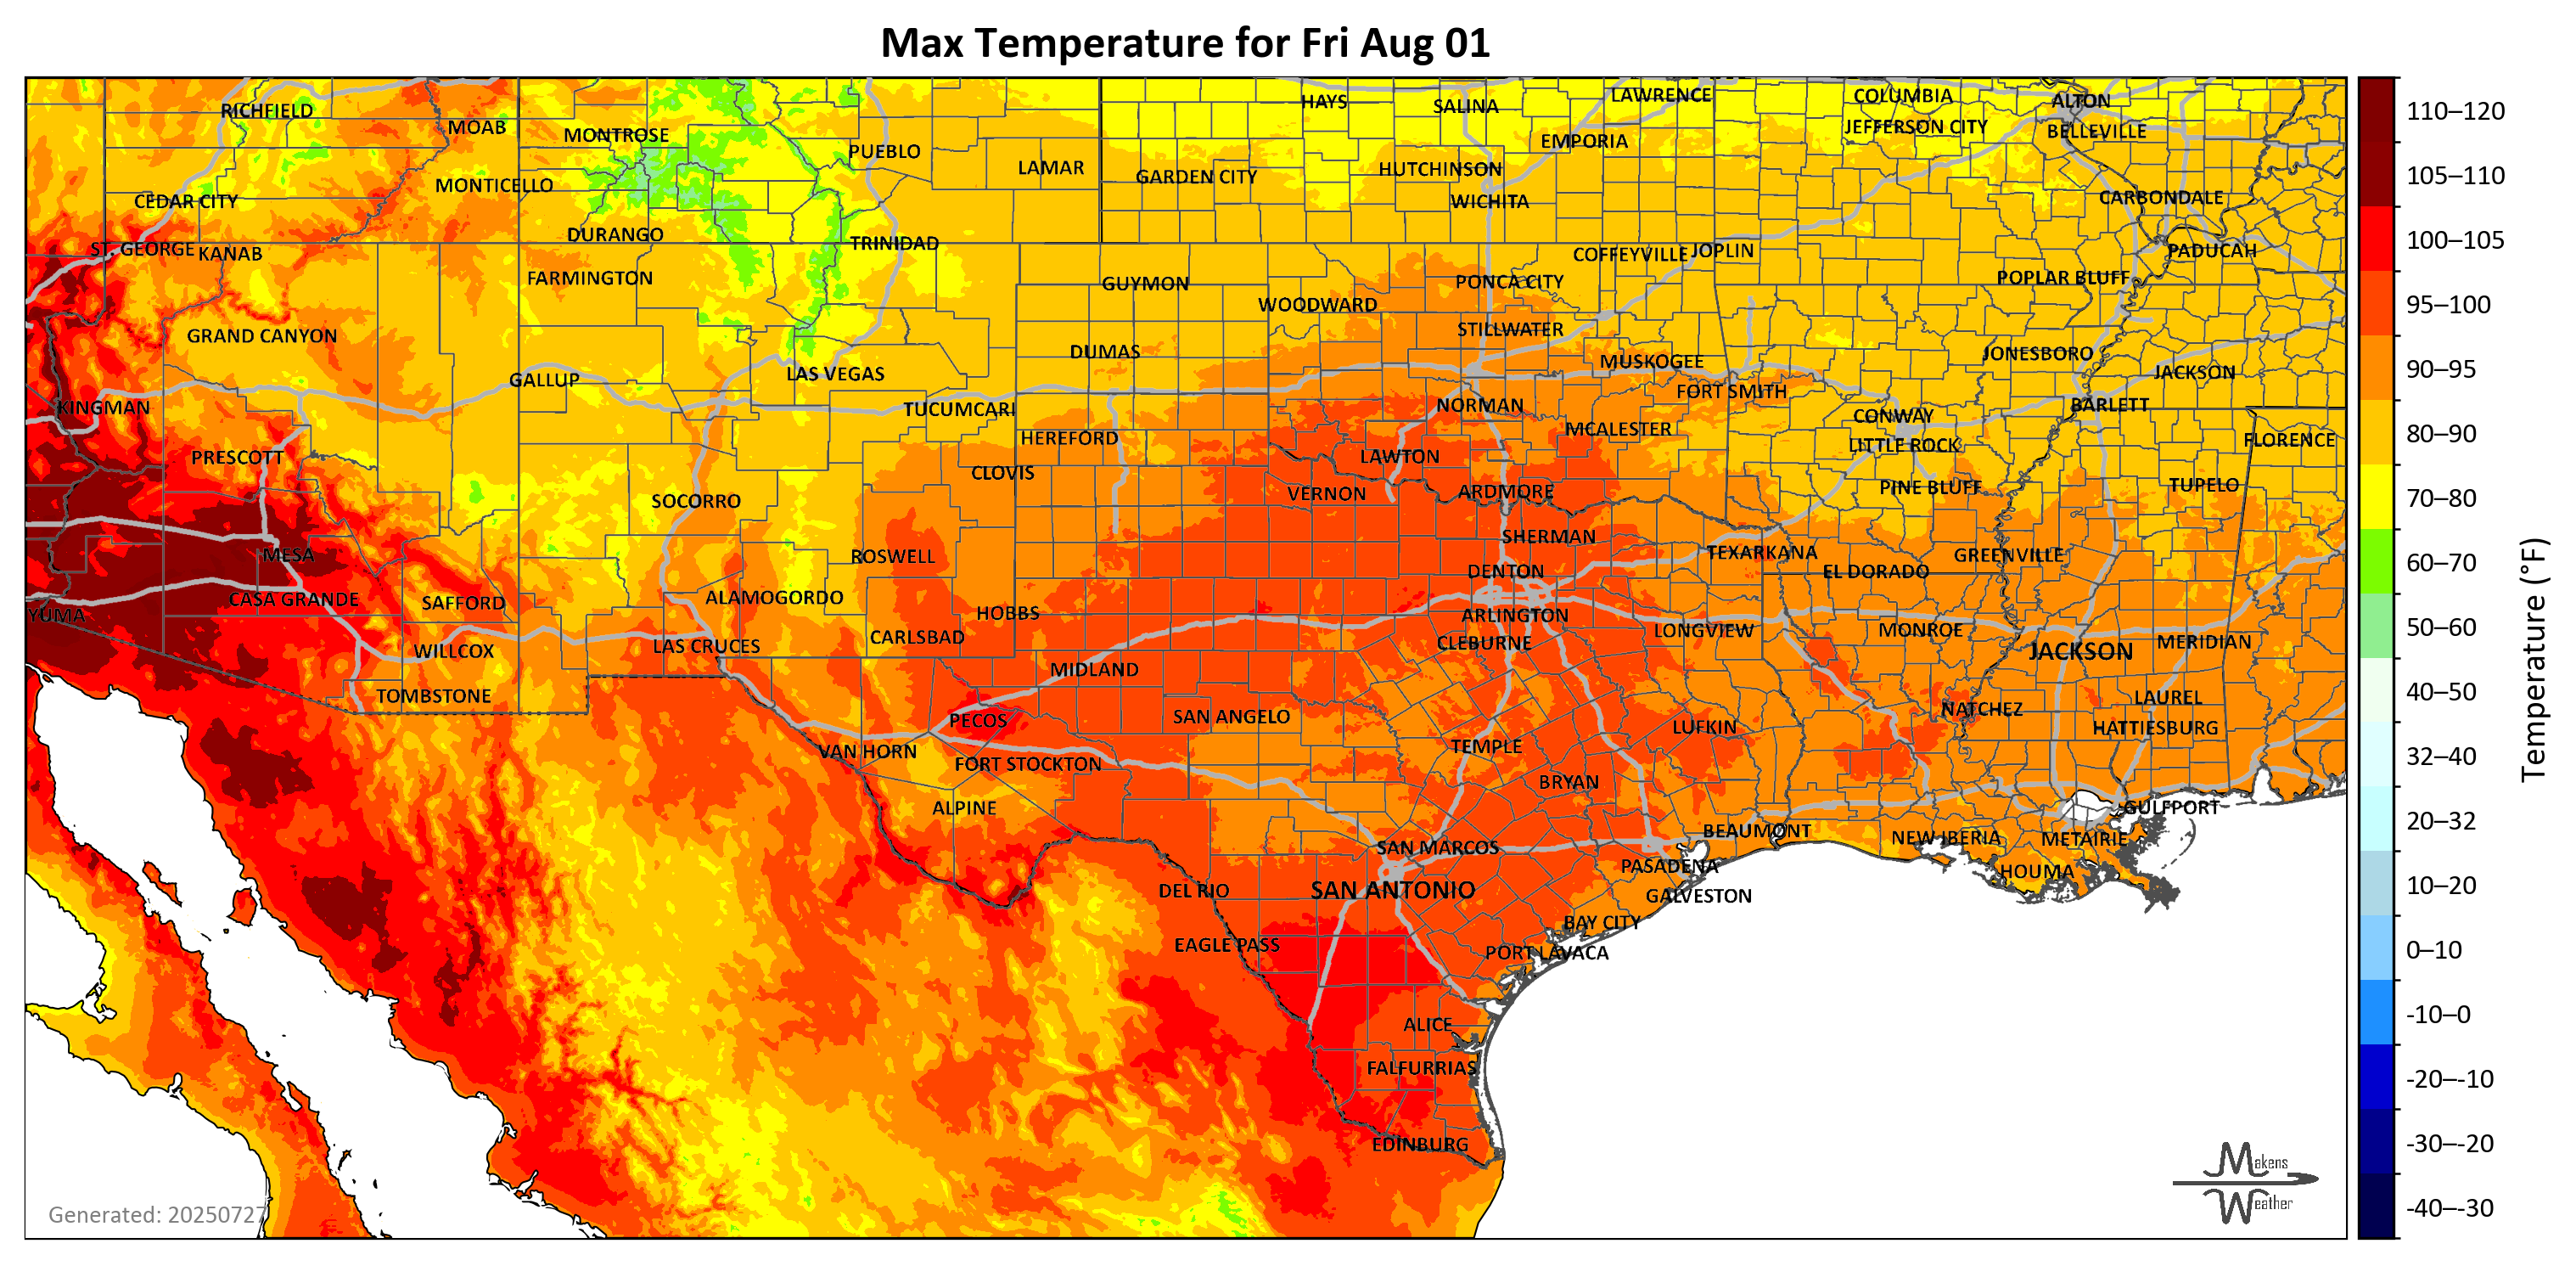 Max Temperature for Fri Aug 01
RICHFIELD
MOAB
MONTROSE
PUEBLO
LAMAR
HAYS
SALINA
LAWRENCE
COLUMBIA
ALTON
JEFFERSON CITY
BELLEVILLE
EMPORIA
HUTCHINSON
GARDEN CITY
WICHITA
MONTICELLO
CEDAR CITY
CARBONDALE
DURANGO
TRINIDAD
ST. GEORGE
KANAB
COFFEYVILLE
JOPLIN
PADUCAH
FARMINGTON
GUYMON
PONCA CITY
POPLAR BLUFF
WOODWARD
GRAND CANYON
STILLWATER
DUMAS
MUSKOGEE
JONESBORO
JACKSON
GALLUP
LAS VEGAS
FORT SMITH
KINGMAN
TUCUMCARI
NORMAN
BARLETT
CONWAY
HEREFORD
MCALESTER
LITTLE ROCK
FLORENCE
PRESCOTT
LAWTON
CLOVIS
SOCORRO
VERNON
ARDMORE
PINE BLUFF
TUPELO
SHERMAN
MESA
ROSWELL
TEXARKANA
GREENVILLE
DENTON
EL DORADO
CASA GRANDE
SAFFORD
ALAMOGORDO
HOBBS
ARLINGTON
YUMA
CARLSBAD
CLEBURNE
LONGVIEW
MONROE
WILLCOX
LAS CRUCES
JACKSON
MERIDIAN
MIDLAND
TOMBSTONE
LAUREL
PECOS
SAN ANGELO
NATCHEZ
LUFKIN
HATTIESBURG
VAN HORN
TEMPLE
FORT STOCKTON
BRYAN
ALPINE
GULFPORT
BEAUMONT
NEW IBERIA
METAIRIE
SAN MARCOS
PASADENA
HOUMA
DEL RIO
SAN ANTONIO
GALVESTON
BAY CITY
EAGLE PASS
PORT LAVACA
ALICE
FALFURRIAS
EDINBURG
Generated: 20250727
Makens
Weather
110–120
105–110
100–105
95–100
90–95
80–90
70–80
60–70
50–60
40–50
32–40
20–32
10–20
0–10
-10–0
-20–-10
-30–-20
-40–-30
Temperature (°F)